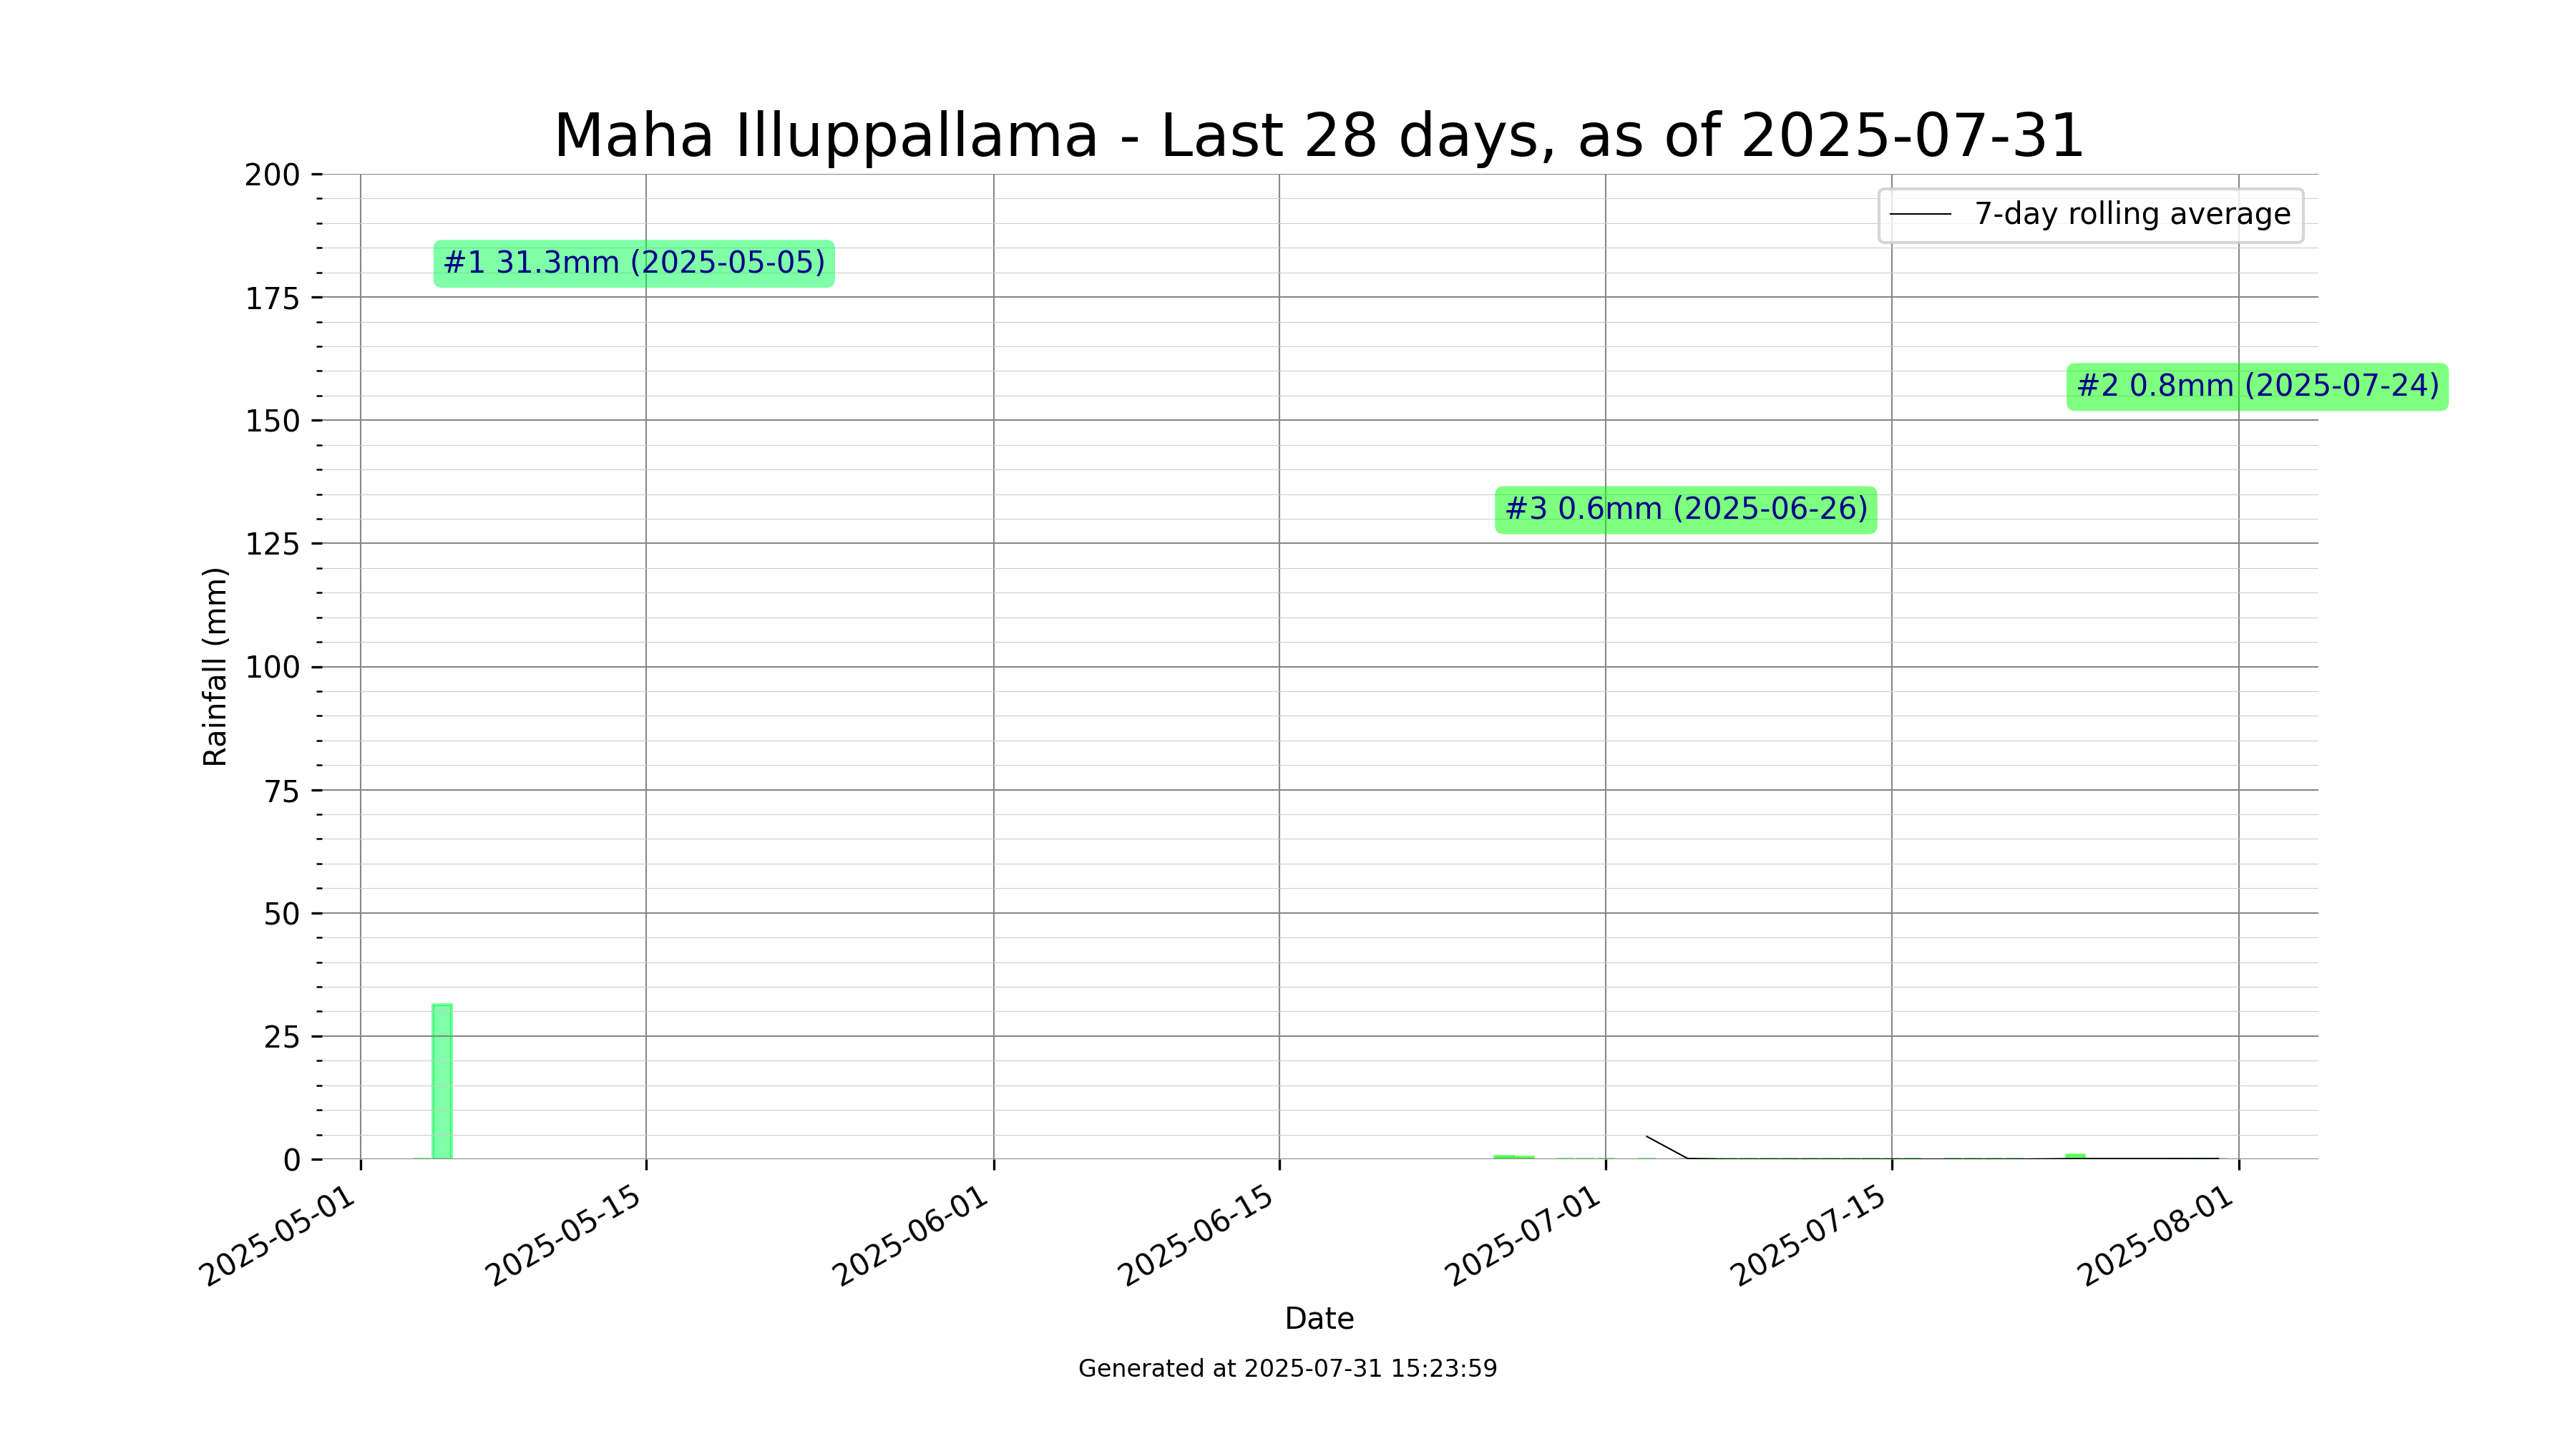 Maha Illuppallama - Last 28 days, as of 2025-07-31
7-day rolling average
#1 31.3mm (2025-05-05)
#2 0.8mm (2025-07-24)
#3 0.6mm (2025-06-26)
Rainfall (mm)
200
175
150
125
100
75
50
25
0
2025-05-01
2025-05-15
2025-06-01
2025-06-15
2025-07-01
2025-07-15
2025-08-01
Date
Generated at 2025-07-31 15:23:59